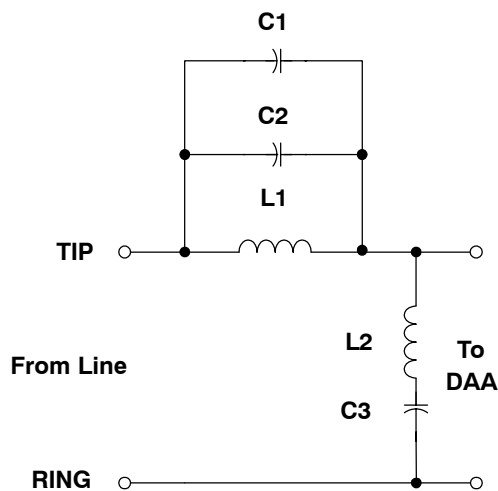 C1
C2
L1
TIP
L2
To
DAA
From Line
C3
RING